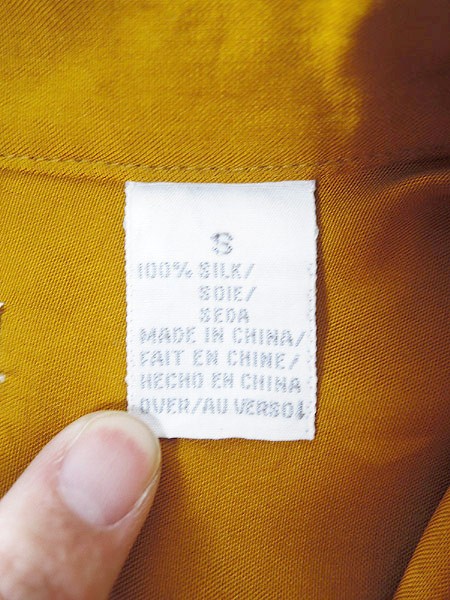 S
100% SILK/
SOIE/
SEDA
MADE IN CHINA/
FAIT EN CHINE/
HECHO EN CHINA
OVER/AU VERSO↓